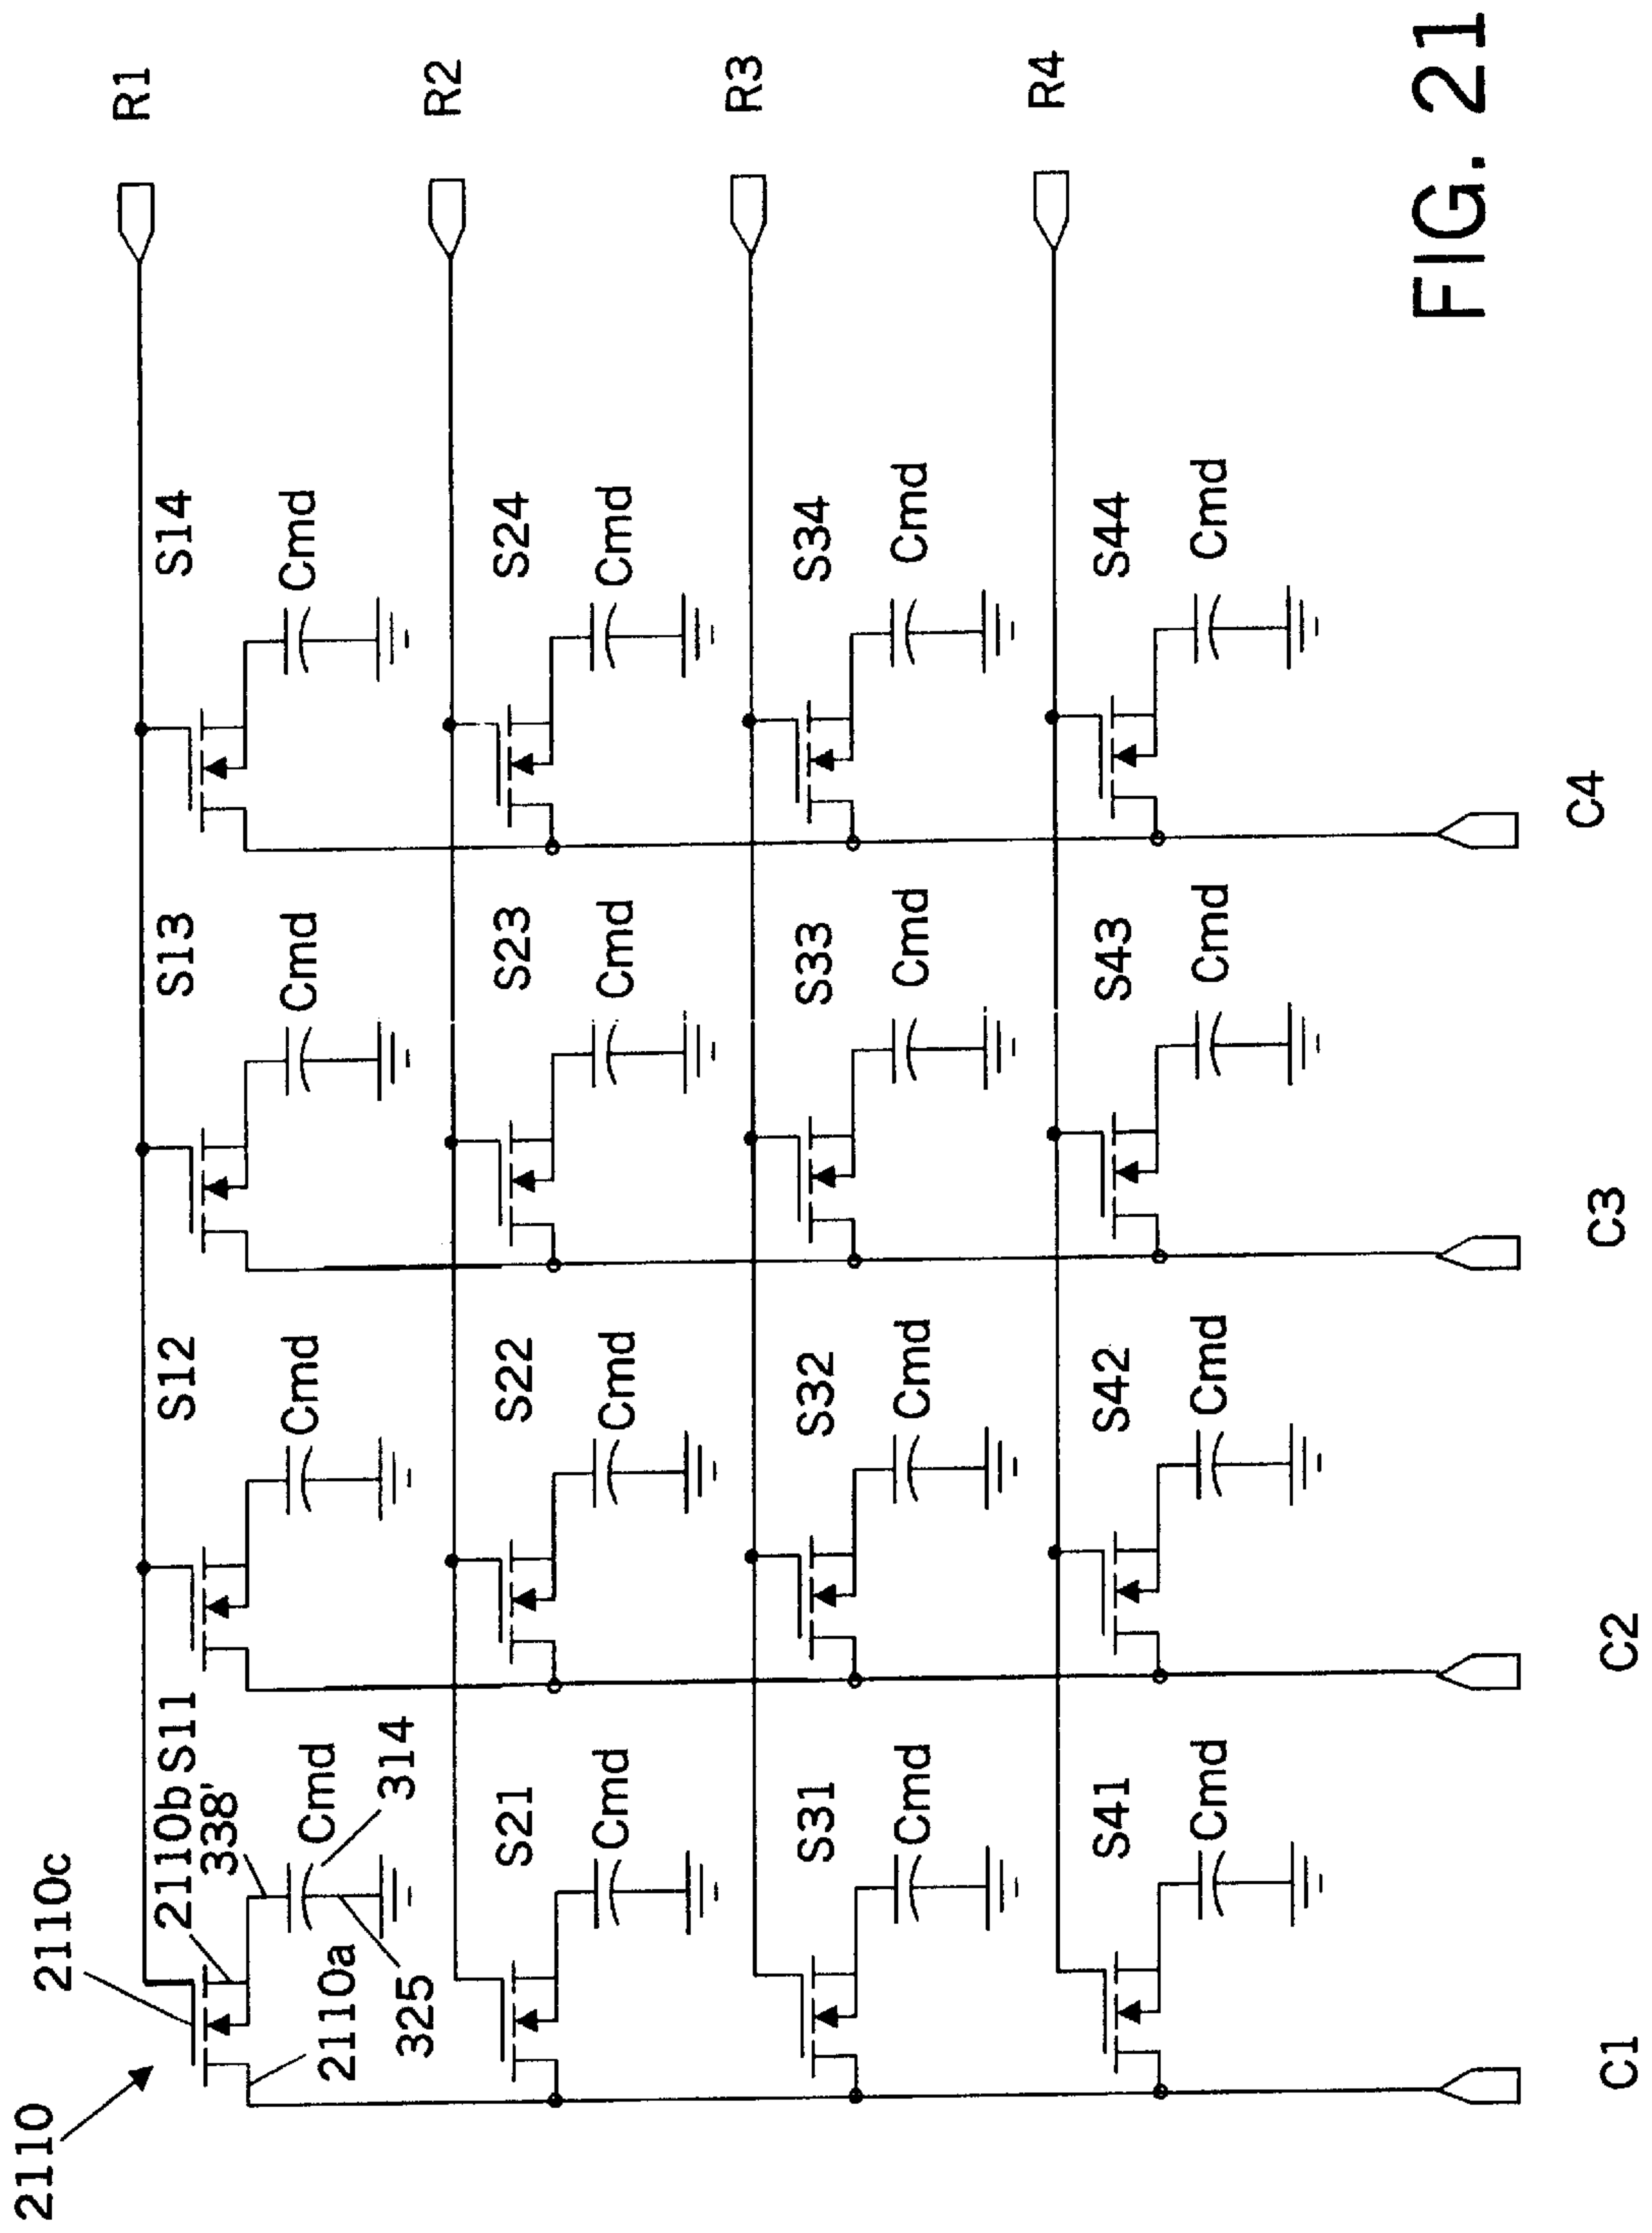 2110 2110c
R1
2110b S11 S12 S13 S14
338'
Cmd Cmd Cmd Cmd
2110a
314
325
R2
S21 S22 S23 S24
Cmd Cmd Cmd Cmd
R3
S31 S32 S33 S34
Cmd Cmd Cmd Cmd
R4
S41 S42 S43 S44
Cmd Cmd Cmd Cmd
C1 C2 C3 C4
FIG. 21